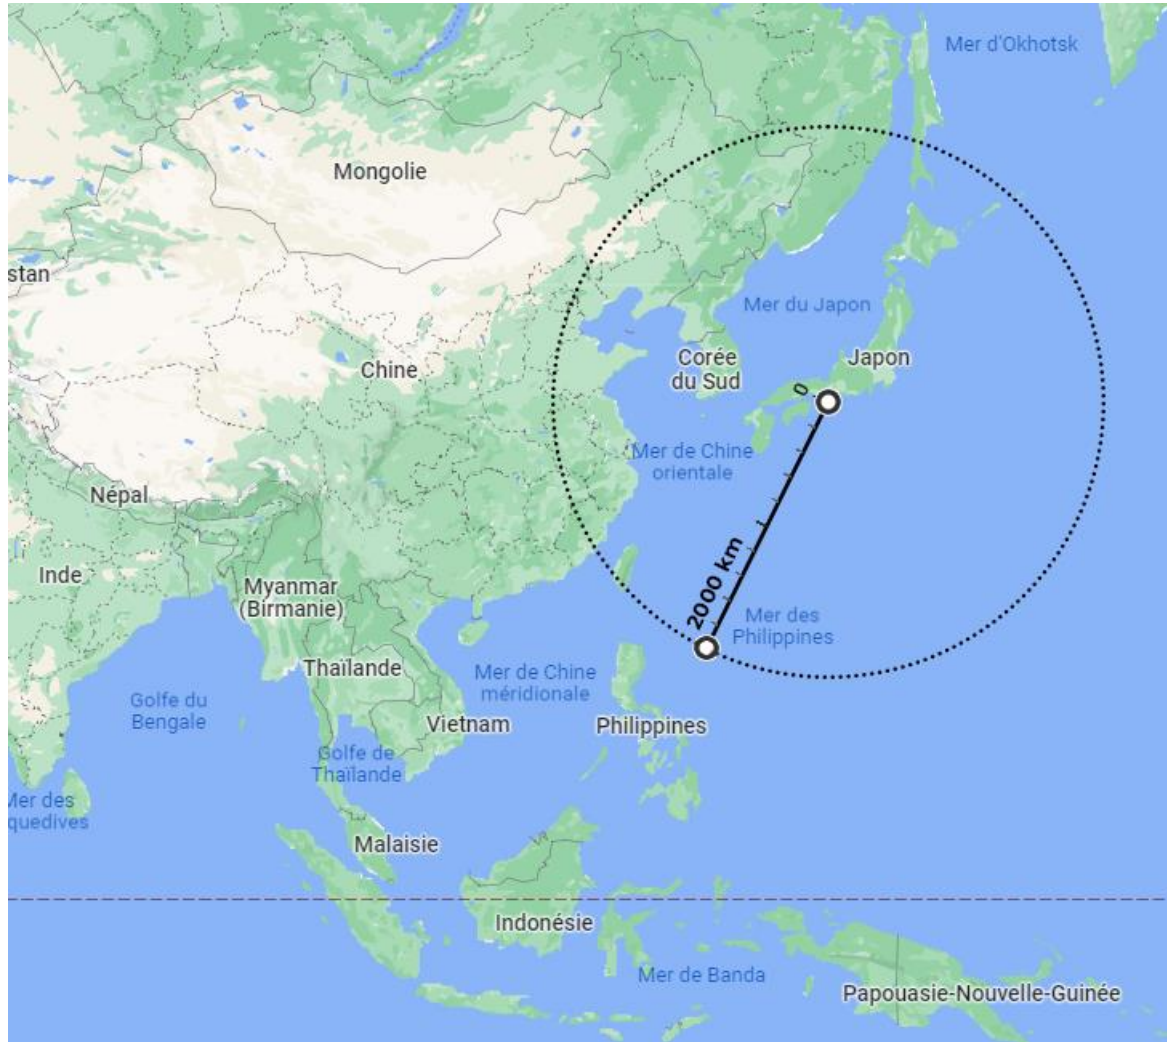 Mer d'Okhotsk
Mongolie
stan
Mer du Japon
Corée
du Sud
Japon
Chine
0
Mer de Chine
orientale
Népal
2000 km
Inde
Myanmar
(Birmanie)
Mer des
Philippines
Thaïlande
Mer de Chine
méridionale
Golfe du
Bengale
Vietnam
Philippines
Golfe de
Thaïlande
Mer des
quedives
Malaisie
Indonésie
Mer de Banda
Papouasie-Nouvelle-Guinée